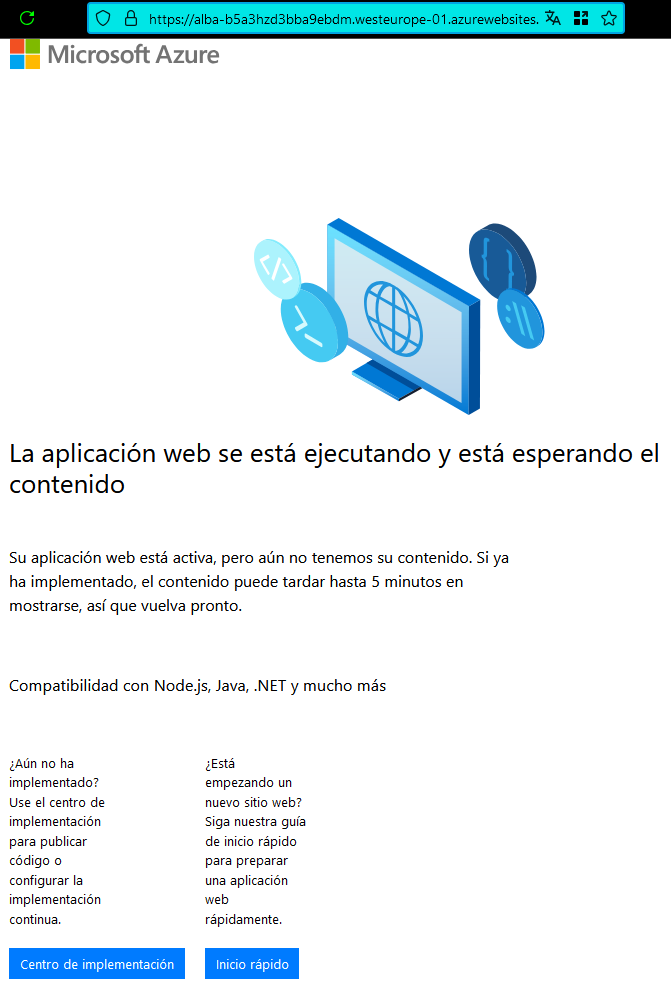 https://alba-b5a3hzd3bba9ebdm.westeurope-01.azurewebsites.
Microsoft Azure
</>
>_
{ }
:\\
La aplicación web se está ejecutando y está esperando el
contenido
Su aplicación web está activa, pero aún no tenemos su contenido. Si ya
ha implementado, el contenido puede tardar hasta 5 minutos en
mostrarse, así que vuelva pronto.
Compatibilidad con Node.js, Java, .NET y mucho más
¿Aún no ha
implementado?
Use el centro de
implementación
para publicar
código o
configurar la
implementación
continua.
Centro de implementación
¿Está
empezando un
nuevo sitio web?
Siga nuestra guía
de inicio rápido
para preparar
una aplicación
web
rápidamente.
Inicio rápido